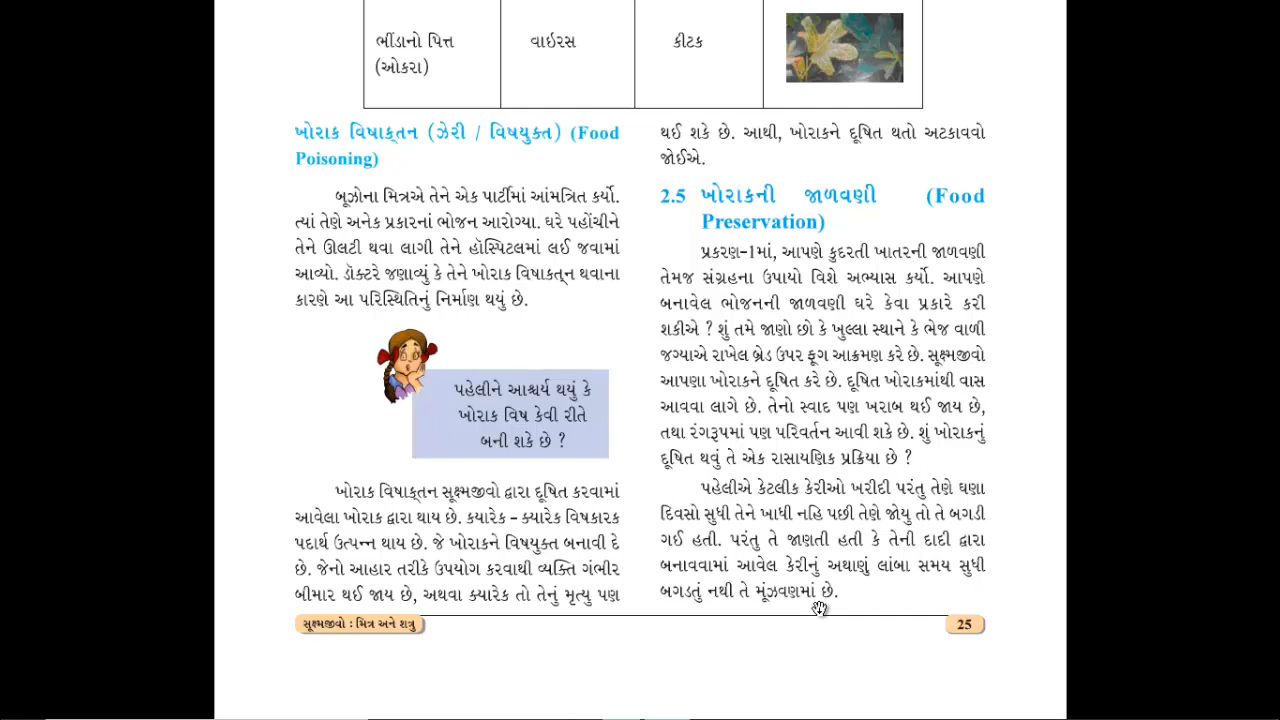 ભીંડાનો પિત્ત
(ઓકરા)
વાઇરસ
કીટક
ખોરાક વિષાક્તન (ઝેરી / વિષયુક્ત) (Food
Poisoning)
બૂઝોના મિત્રએ તેને એક પાર્ટીમાં આંમત્રિત કર્યો.
ત્યાં તેણે અનેક પ્રકારનાં ભોજન આરોગ્યા. ઘરે પહોંચીને
તેને ઊલટી થવા લાગી તેને હૉસ્પિટલમાં લઈ જવામાં
આવ્યો. ડૉક્ટરે જણાવ્યું કે તેને ખોરાક વિષાકત્ન થવાના
કારણે આ પરિસ્થિતિનું નિર્માણ થયું છે.
પહેલીને આશ્ચર્ય થયું કે
ખોરાક વિષ કેવી રીતે
બની શકે છે ?
ખોરાક વિષાક્તન સૂક્ષ્મજીવો દ્વારા દૂષિત કરવામાં
આવેલા ખોરાક દ્વારા થાય છે. કયારેક – ક્યારેક વિષકારક
પદાર્થ ઉત્પન્ન થાય છે. જે ખોરાકને વિષયુક્ત બનાવી દે
છે. જેનો આહાર તરીકે ઉપયોગ કરવાથી વ્યક્તિ ગંભીર
બીમાર થઈ જાય છે, અથવા ક્યારેક તો તેનું મૃત્યુ પણ
થઈ શકે છે. આથી, ખોરાકને દૂષિત થતો અટકાવવો
જોઈએ.
2.5 ખોરાકની જાળવણી (Food
Preservation)
પ્રકરણ-1માં, આપણે કુદરતી ખાતરની જાળવણી
તેમજ સંગ્રહના ઉપાયો વિશે અભ્યાસ કર્યો. આપણે
બનાવેલ ભોજનની જાળવણી ઘરે કેવા પ્રકારે કરી
શકીએ ? શું તમે જાણો છો કે ખુલ્લા સ્થાને કે ભેજ વાળી
જગ્યાએ રાખેલ બ્રેડ ઉપર ફૂગ આક્રમણ કરે છે. સૂક્ષ્મજીવો
આપણા ખોરાકને દૂષિત કરે છે. દૂષિત ખોરાકમાંથી વાસ
આવવા લાગે છે. તેનો સ્વાદ પણ ખરાબ થઈ જાય છે,
તથા રંગરૂપમાં પણ પરિવર્તન આવી શકે છે. શું ખોરાકનું
દૂષિત થવું તે એક રાસાયણિક પ્રક્રિયા છે ?
પહેલીએ કેટલીક કેરીઓ ખરીદી પરંતુ તેણે ઘણા
દિવસો સુધી તેને ખાધી નહિ પછી તેણે જોયુ તો તે બગડી
ગઈ હતી. પરંતુ તે જાણતી હતી કે તેની દાદી દ્વારા
બનાવવામાં આવેલ કેરીનું અથાણું લાંબા સમય સુધી
બગડતું નથી તે મૂંઝવણમાં છે.
સૂક્ષ્મજીવો : મિત્ર અને શત્રુ
25